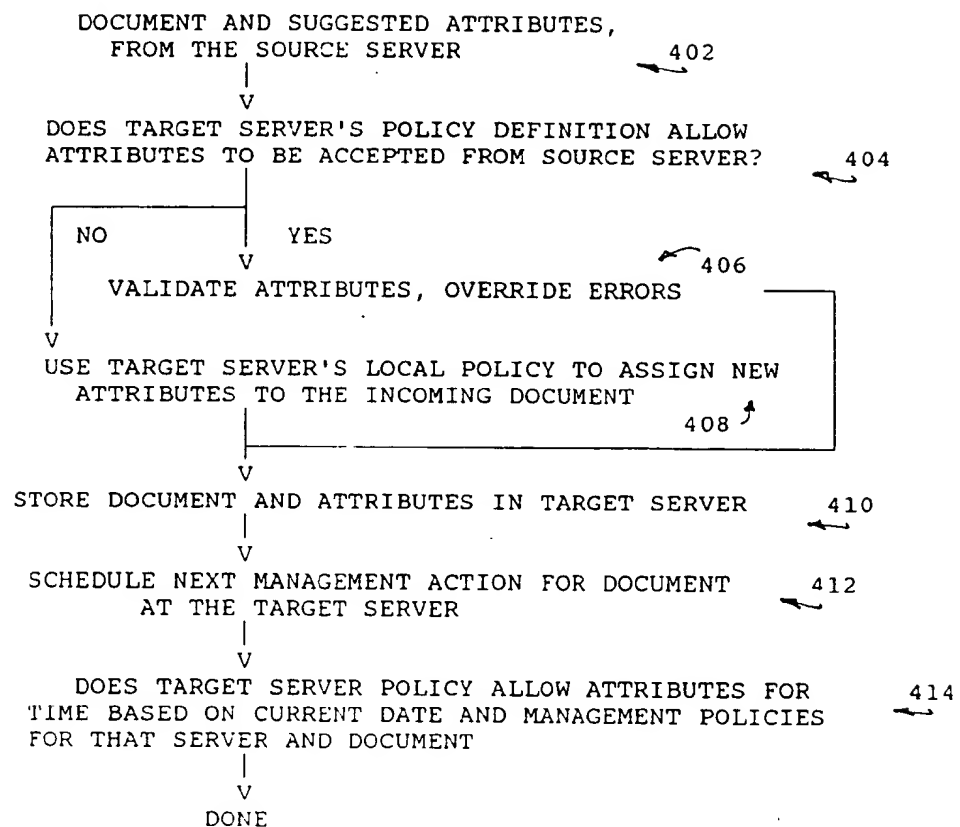 DOCUMENT AND SUGGESTED ATTRIBUTES,
FROM THE SOURCE SERVER
402
V
DOES TARGET SERVER'S POLICY DEFINITION ALLOW
ATTRIBUTES TO BE ACCEPTED FROM SOURCE SERVER?
404
NO YES
V
406
VALIDATE ATTRIBUTES, OVERRIDE ERRORS
V
USE TARGET SERVER'S LOCAL POLICY TO ASSIGN NEW
ATTRIBUTES TO THE INCOMING DOCUMENT
408
V
STORE DOCUMENT AND ATTRIBUTES IN TARGET SERVER 410
V
SCHEDULE NEXT MANAGEMENT ACTION FOR DOCUMENT 412
AT THE TARGET SERVER
V
DOES TARGET SERVER POLICY ALLOW ATTRIBUTES FOR 414
TIME BASED ON CURRENT DATE AND MANAGEMENT POLICIES
FOR THAT SERVER AND DOCUMENT
V
DONE